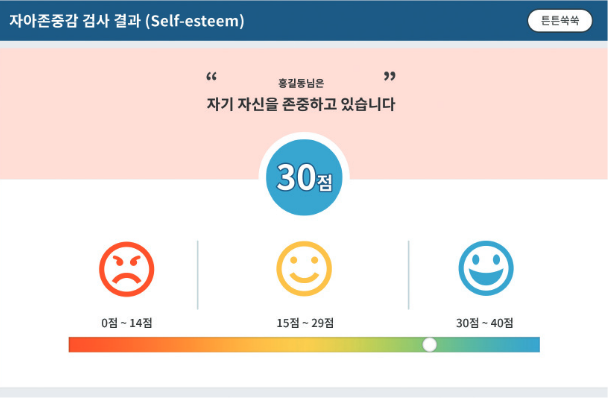 자아존중감 검사 결과 (Self-esteem)
튼튼쑥쑥
“ 홍길동님은 ”
자기 자신을 존중하고 있습니다
30점
0점 ~ 14점
15점 ~ 29점
30점 ~ 40점